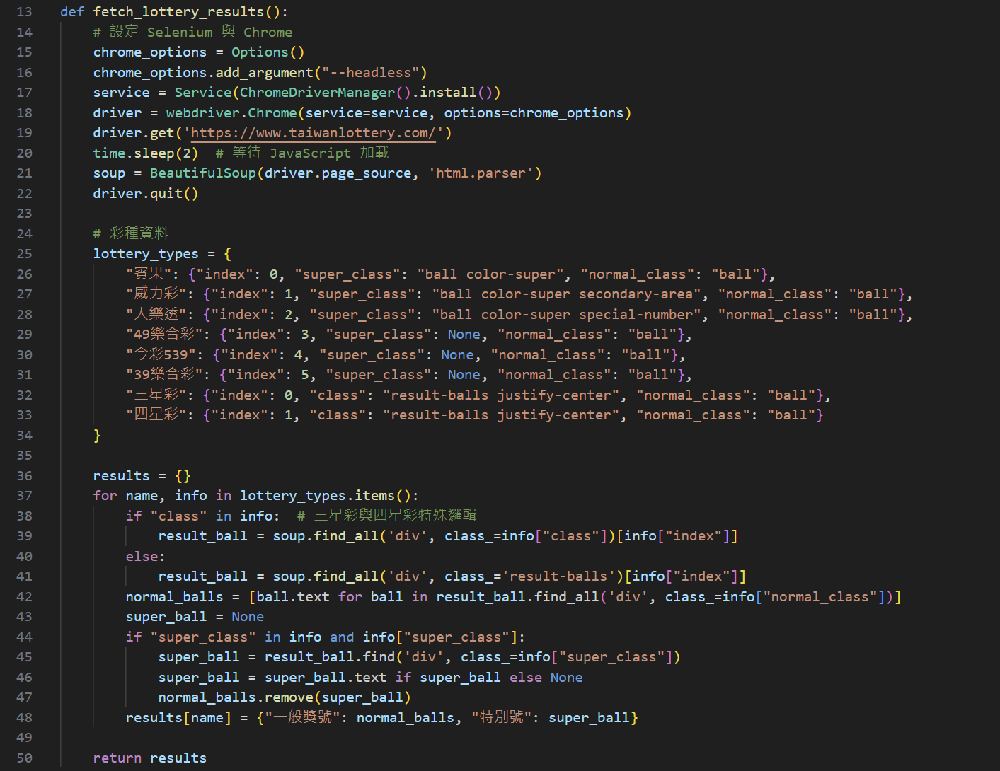 13 def fetch_lottery_results():
14     # 設定 Selenium 與 Chrome
15     chrome_options = Options()
16     chrome_options.add_argument("--headless")
17     service = Service(ChromeDriverManager().install())
18     driver = webdriver.Chrome(service=service, options=chrome_options)
19     driver.get('https://www.taiwanlottery.com/')
20     time.sleep(2)  # 等待 JavaScript 加載
21     soup = BeautifulSoup(driver.page_source, 'html.parser')
22     driver.quit()
23
24     # 彩種資料
25     lottery_types = {
26         "賓果": {"index": 0, "super_class": "ball color-super", "normal_class": "ball"},
27         "威力彩": {"index": 1, "super_class": "ball color-super secondary-area", "normal_class": "ball"},
28         "大樂透": {"index": 2, "super_class": "ball color-super special-number", "normal_class": "ball"},
29         "49樂合彩": {"index": 3, "super_class": None, "normal_class": "ball"},
30         "今彩539": {"index": 4, "super_class": None, "normal_class": "ball"},
31         "39樂合彩": {"index": 5, "super_class": None, "normal_class": "ball"},
32         "三星彩": {"index": 0, "class": "result-balls justify-center", "normal_class": "ball"},
33         "四星彩": {"index": 1, "class": "result-balls justify-center", "normal_class": "ball"}
34     }
35
36     results = {}
37     for name, info in lottery_types.items():
38         if "class" in info:  # 三星彩與四星彩特殊邏輯
39             result_ball = soup.find_all('div', class_=info["class"])[info["index"]]
40         else:
41             result_ball = soup.find_all('div', class_='result-balls')[info["index"]]
42         normal_balls = [ball.text for ball in result_ball.find_all('div', class_=info["normal_class"])]
43         super_ball = None
44         if "super_class" in info and info["super_class"]:
45             super_ball = result_ball.find('div', class_=info["super_class"])
46             super_ball = super_ball.text if super_ball else None
47             normal_balls.remove(super_ball)
48         results[name] = {"一般獎號": normal_balls, "特別號": super_ball}
49
50     return results